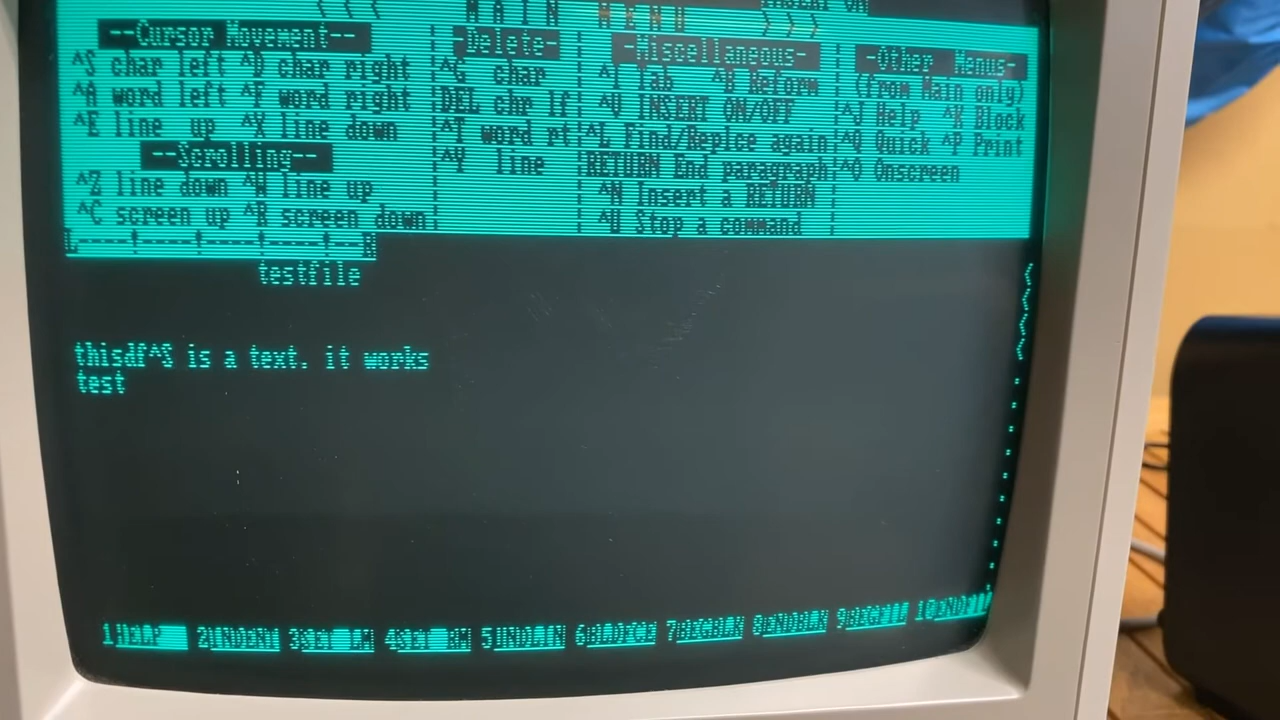 <<< MAIN MENU >>>
--Cursor Movement-- | -Delete- | -Miscellaneous- | -Other Menus-
^S char left ^D char right | ^G char | ^I Tab ^B Reform | (from Main only)
^A word left ^F word right |DEL chr lf| ^V INSERT ON/OFF |^J Help ^K Block
^E line up ^X line down |^T word rt|^L Find/Replce again|^Q Quick ^P Print
--Scrolling-- |^Y line |RETURN End paragraph|^O Onscreen
^Z line down ^W line up | | ^N Insert a RETURN |
^C screen up ^R screen down| | ^U Stop a command |
L----!----!----!----!---R
testfile
thisdf^S is a text. it works
test
1HELP 2UNDENT 3SET LM 4SET RM 5UNDLIN 6BLDFCE 7BEGBLK 8ENDBLK 9BEGFIL 10ENDFIL